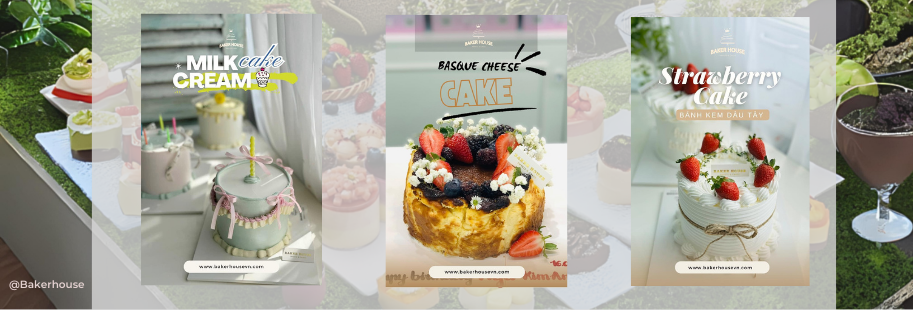 BAKER HOUSE
MILK cake
CREAM
www.bakerhousevn.com
BAKER HOUSE
BASQUE CHEESE
CAKE
www.bakerhousevn.com
BAKER HOUSE
Strawberry
Cake
BÁNH KEM DÂU TÂY
www.bakerhousevn.com
@Bakerhouse